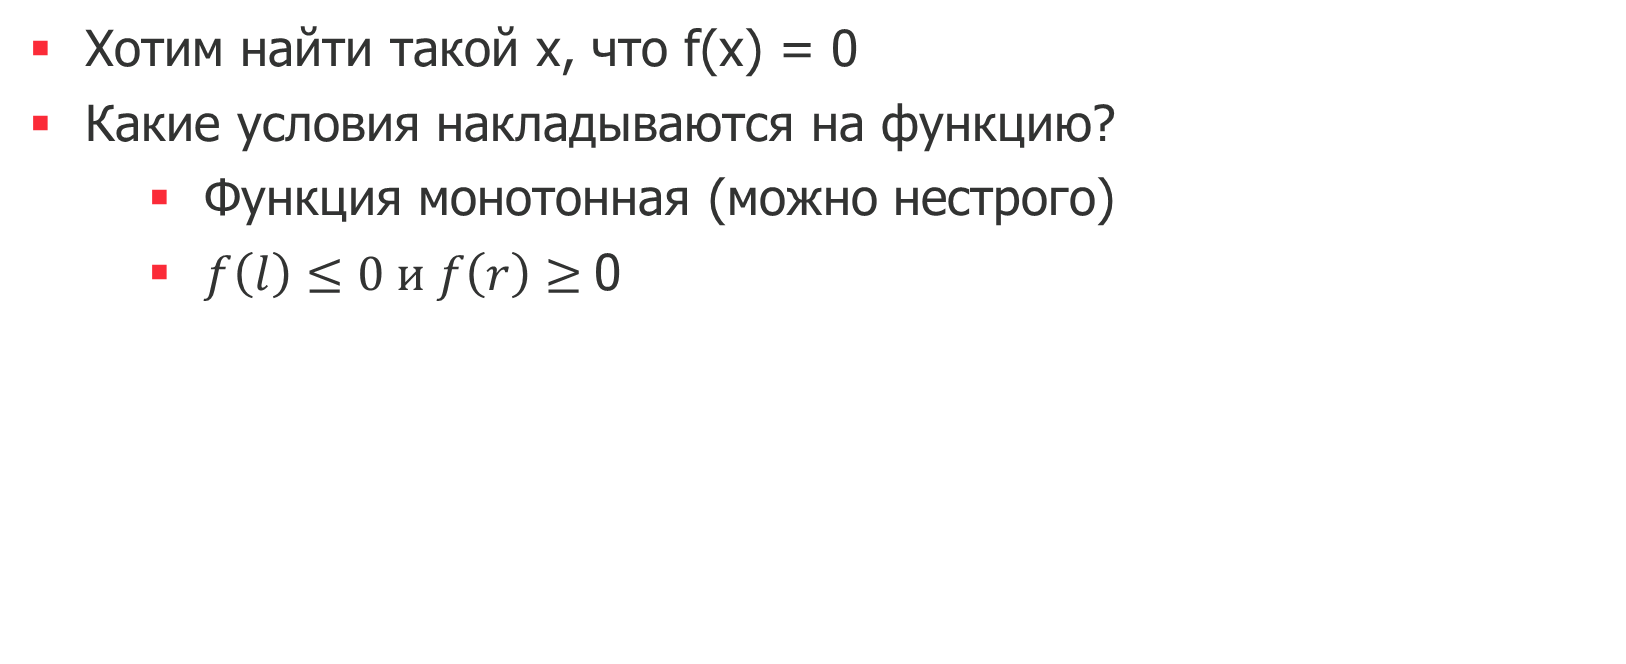 Хотим найти такой x, что f(x) = 0
Какие условия накладываются на функцию?
Функция монотонная (можно нестрого)
f(l) ≤ 0 и f(r) ≥ 0